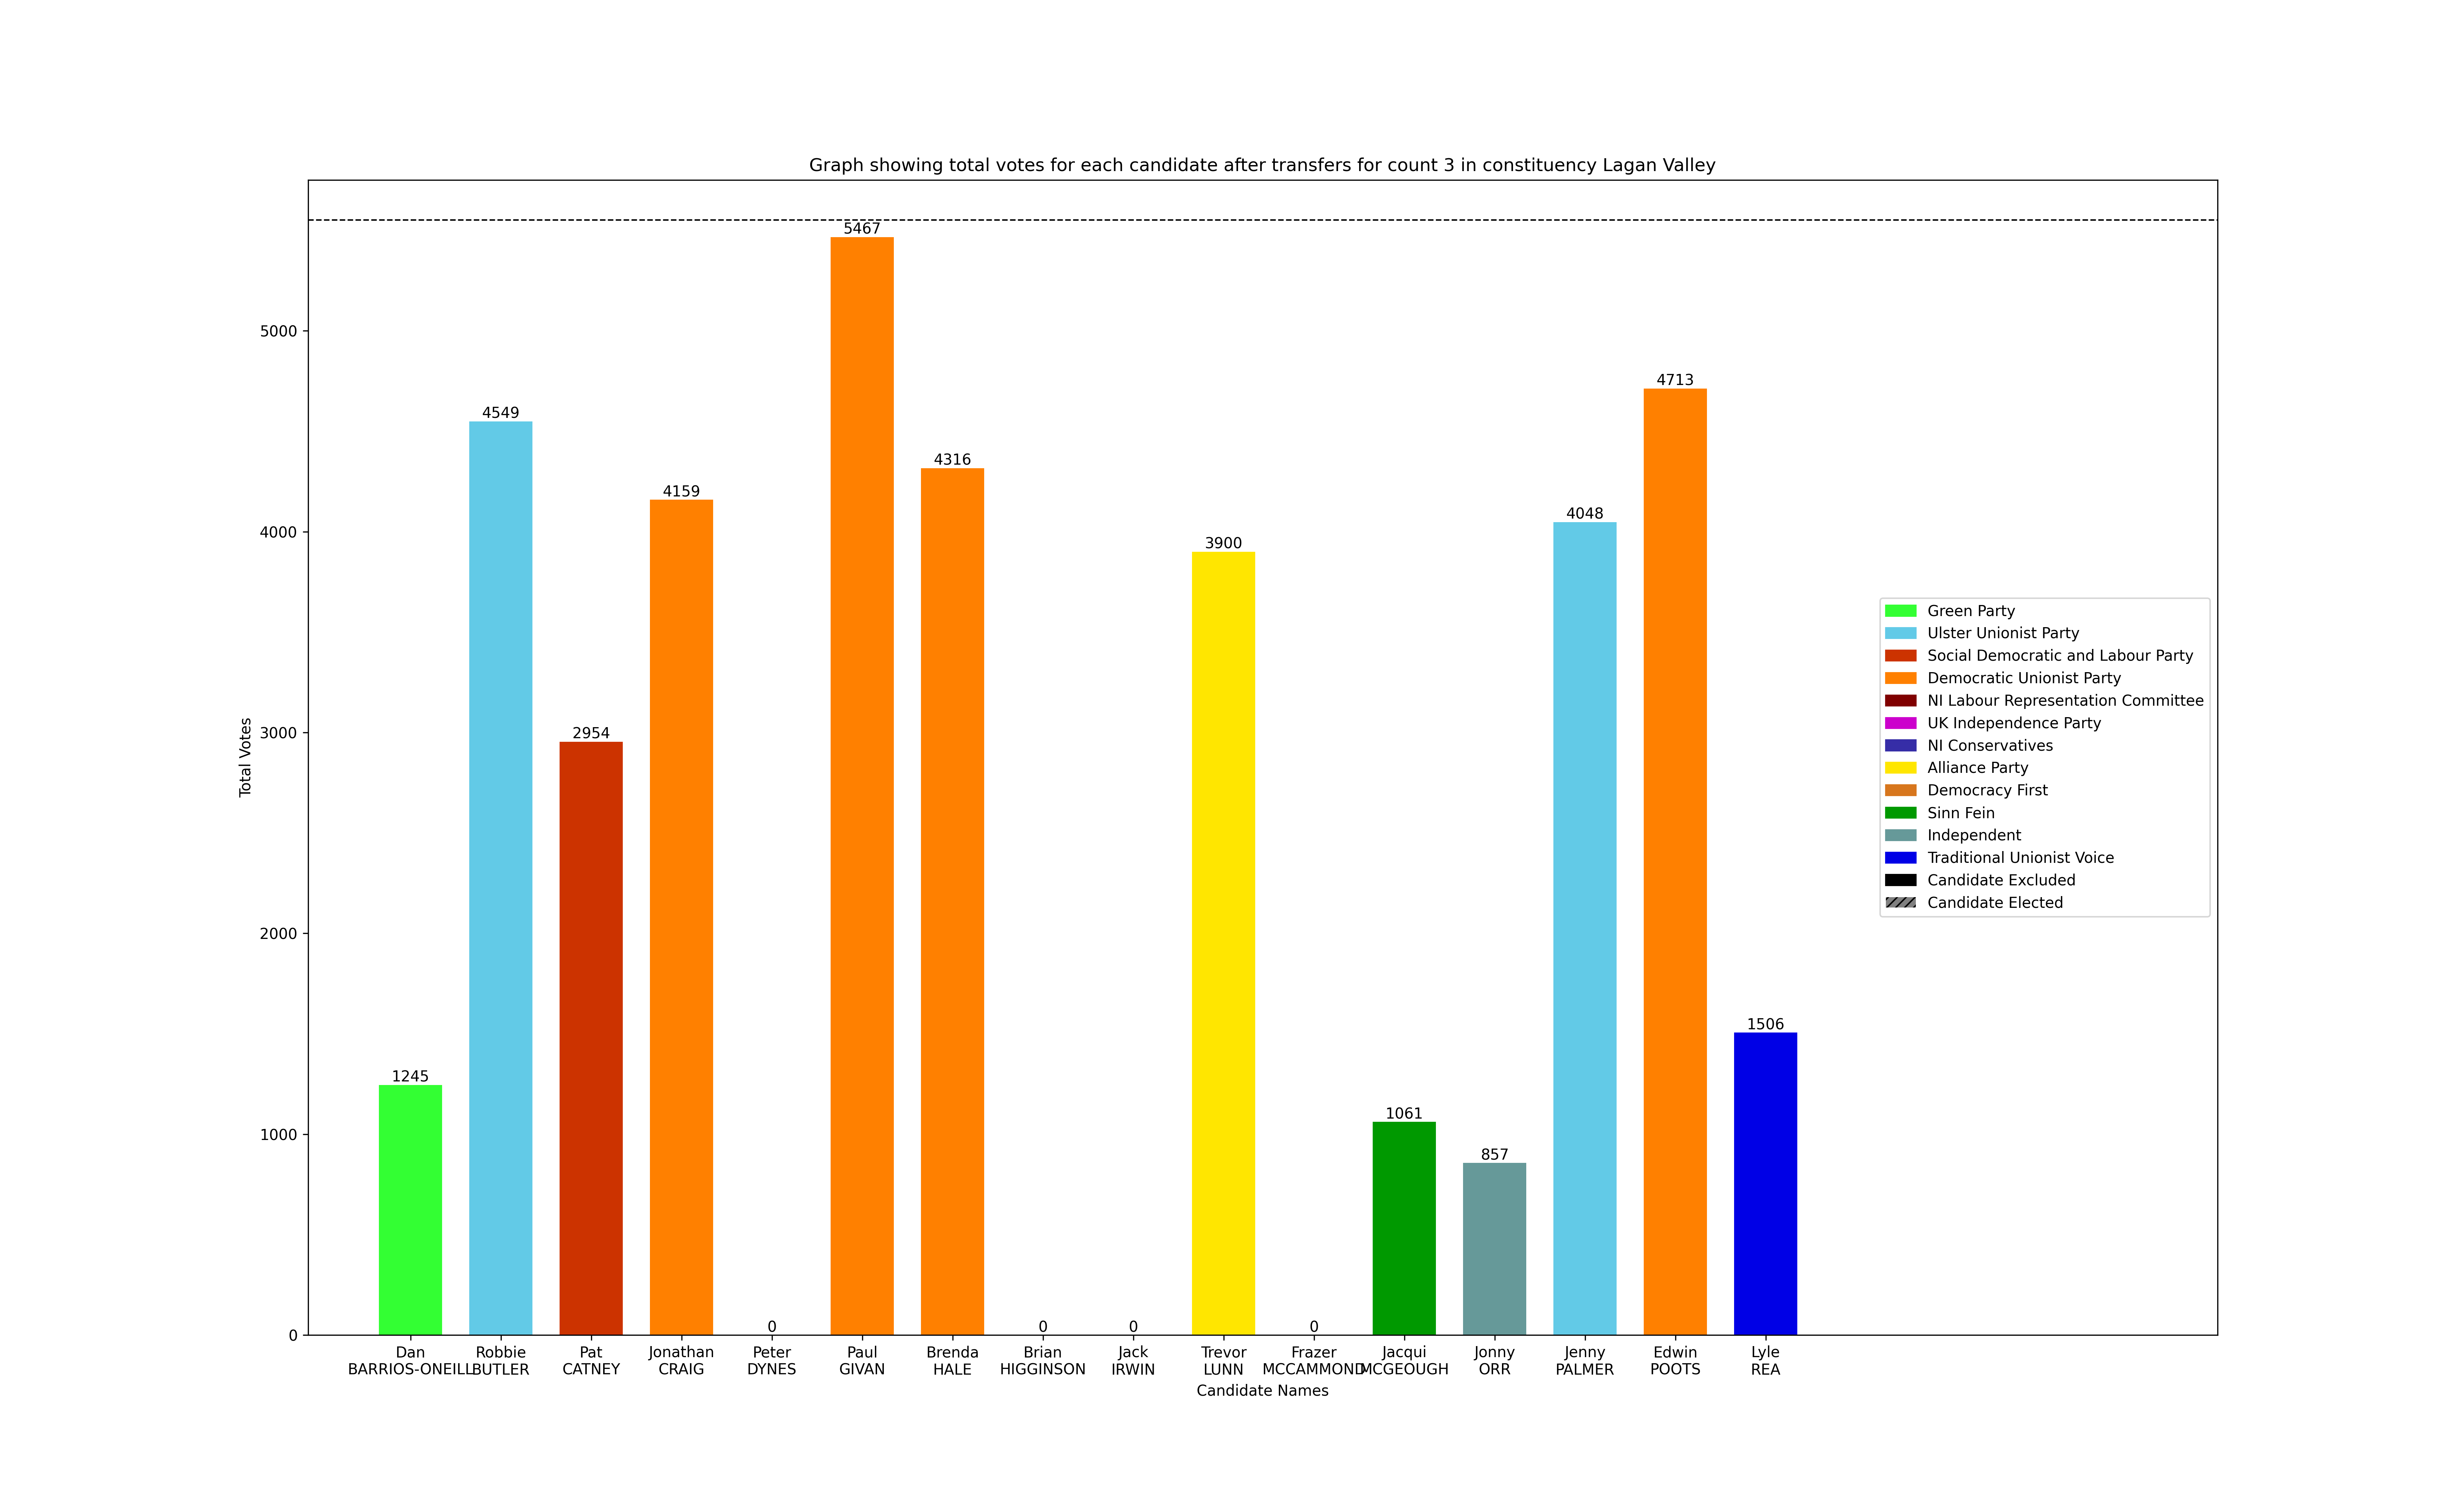 Graph showing total votes for each candidate after transfers for count 3 in constituency Lagan Valley
Total Votes
5000
4000
3000
2000
1000
0
1245
4549
2954
4159
0
5467
4316
0
0
3900
0
1061
857
4048
4713
1506
Dan
BARRIOS-ONEILL
Robbie
BUTLER
Pat
CATNEY
Jonathan
CRAIG
Peter
DYNES
Paul
GIVAN
Brenda
HALE
Brian
HIGGINSON
Jack
IRWIN
Trevor
LUNN
Frazer
MCCAMMOND
Jacqui
MCGEOUGH
Jonny
ORR
Jenny
PALMER
Edwin
POOTS
Lyle
REA
Candidate Names
Green Party
Ulster Unionist Party
Social Democratic and Labour Party
Democratic Unionist Party
NI Labour Representation Committee
UK Independence Party
NI Conservatives
Alliance Party
Democracy First
Sinn Fein
Independent
Traditional Unionist Voice
Candidate Excluded
Candidate Elected